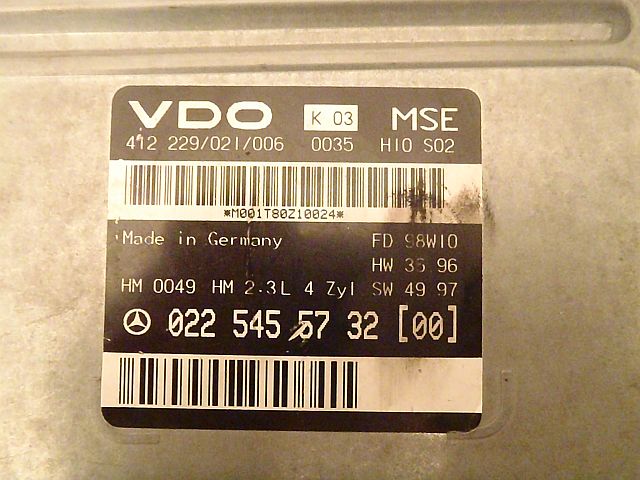 VDO K 03 MSE
412 229/021/006 0035 H10 S02
*M001T80Z10024*
Made in Germany FD 98W10
HW 36 96
HM 0049 HM 2.3L 4 Zyl SW 49 97
022 545 57 32 [00]